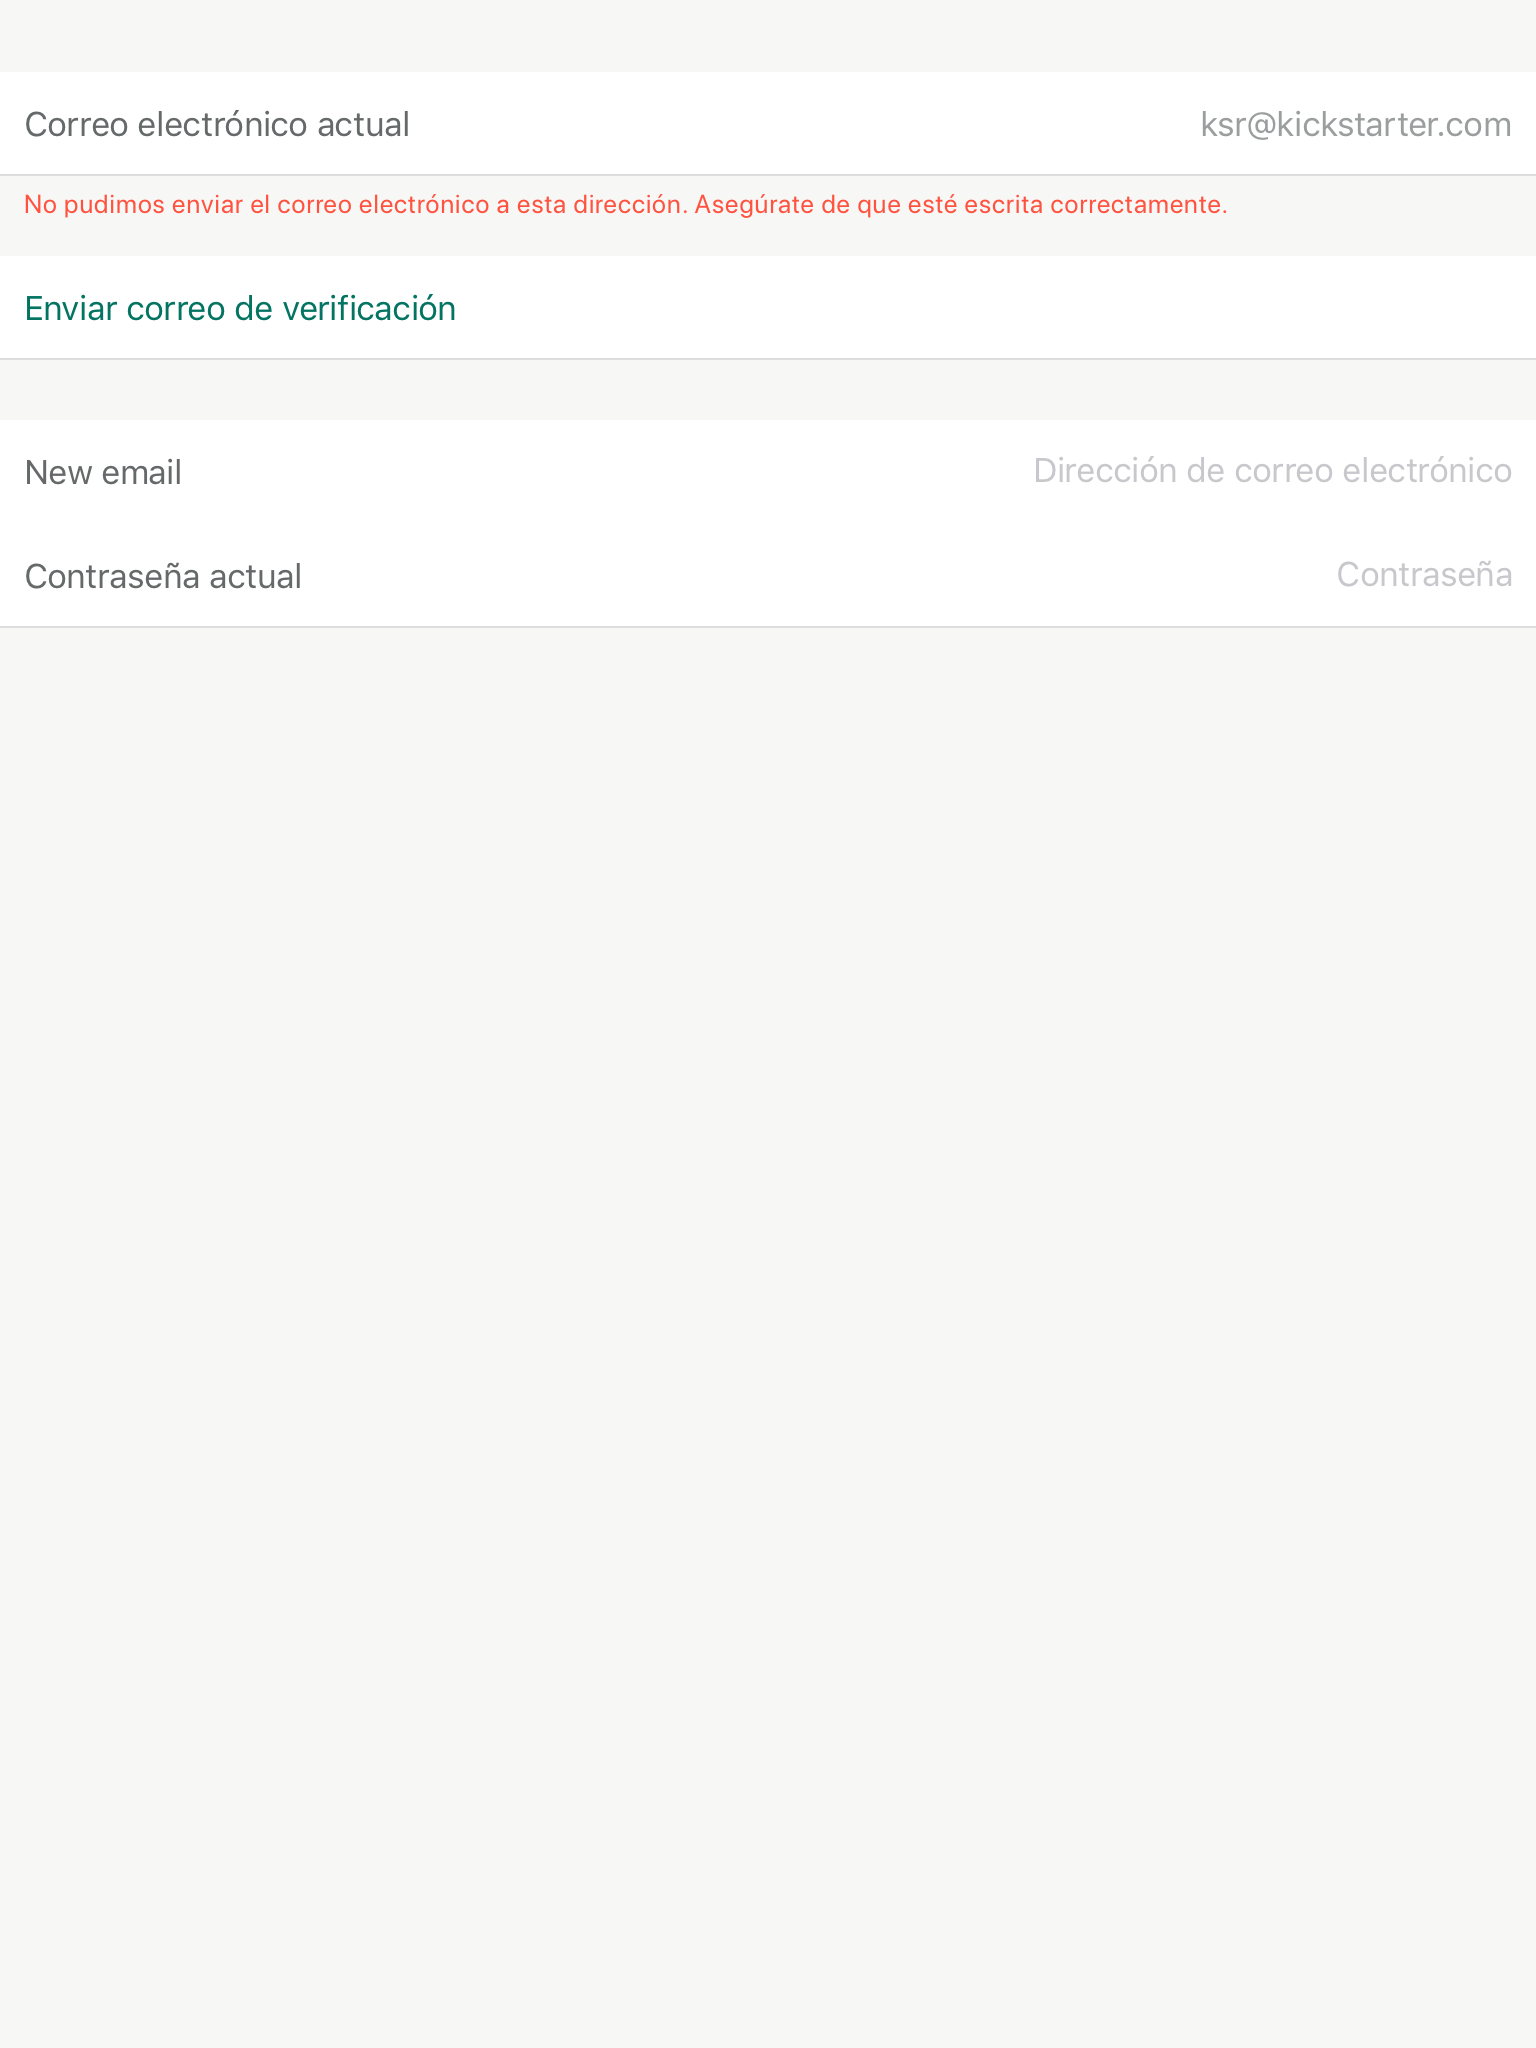 Correo electrónico actual ksr@kickstarter.com
No pudimos enviar el correo electrónico a esta dirección. Asegúrate de que esté escrita correctamente.
Enviar correo de verificación
New email Dirección de correo electrónico
Contraseña actual Contraseña